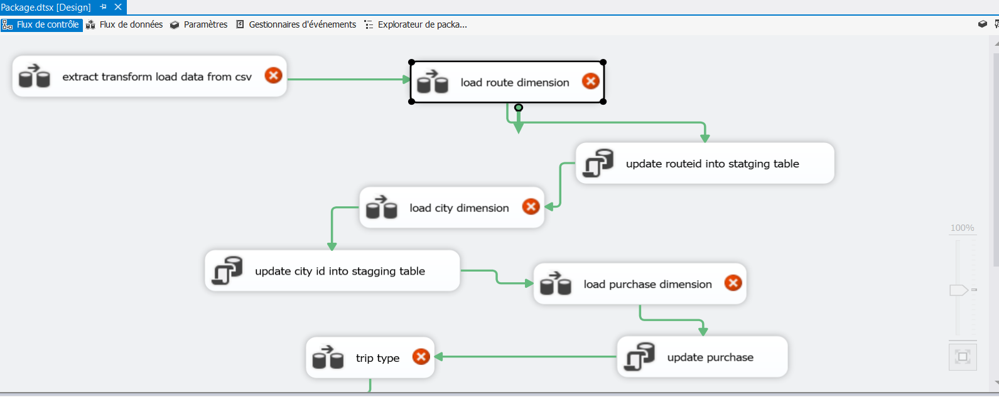 Package.dtsx [Design]
Flux de contrôle Flux de données Paramètres Gestionnaires d'événements Explorateur de packa...
extract transform load data from csv
load route dimension
update routeid into statging table
load city dimension
100%
update city id into stagging table
load purchase dimension
trip type
update purchase